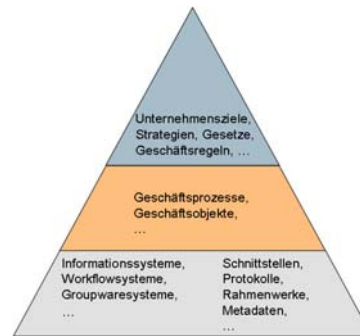 Unternehmensziele,
Strategien, Gesetze,
Geschäftsregeln, ...
Geschäftsprozesse,
Geschäftsobjekte,
...
Informationssysteme,
Workflowsysteme,
Groupwaresysteme,
...
Schnittstellen,
Protokolle,
Rahmenwerke,
Metadaten,
...